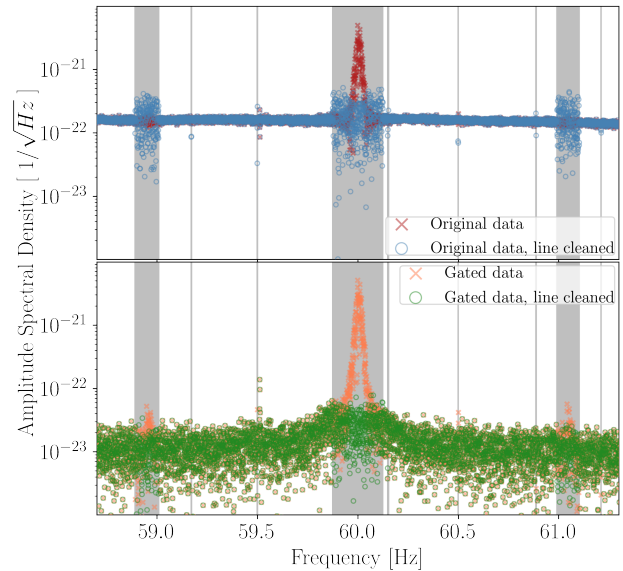 Amplitude Spectral Density [ 1/√Hz ]
10⁻²¹
10⁻²²
10⁻²³
Original data
Original data, line cleaned
Gated data
Gated data, line cleaned
10⁻²¹
10⁻²²
10⁻²³
59.0 59.5 60.0 60.5 61.0
Frequency [Hz]